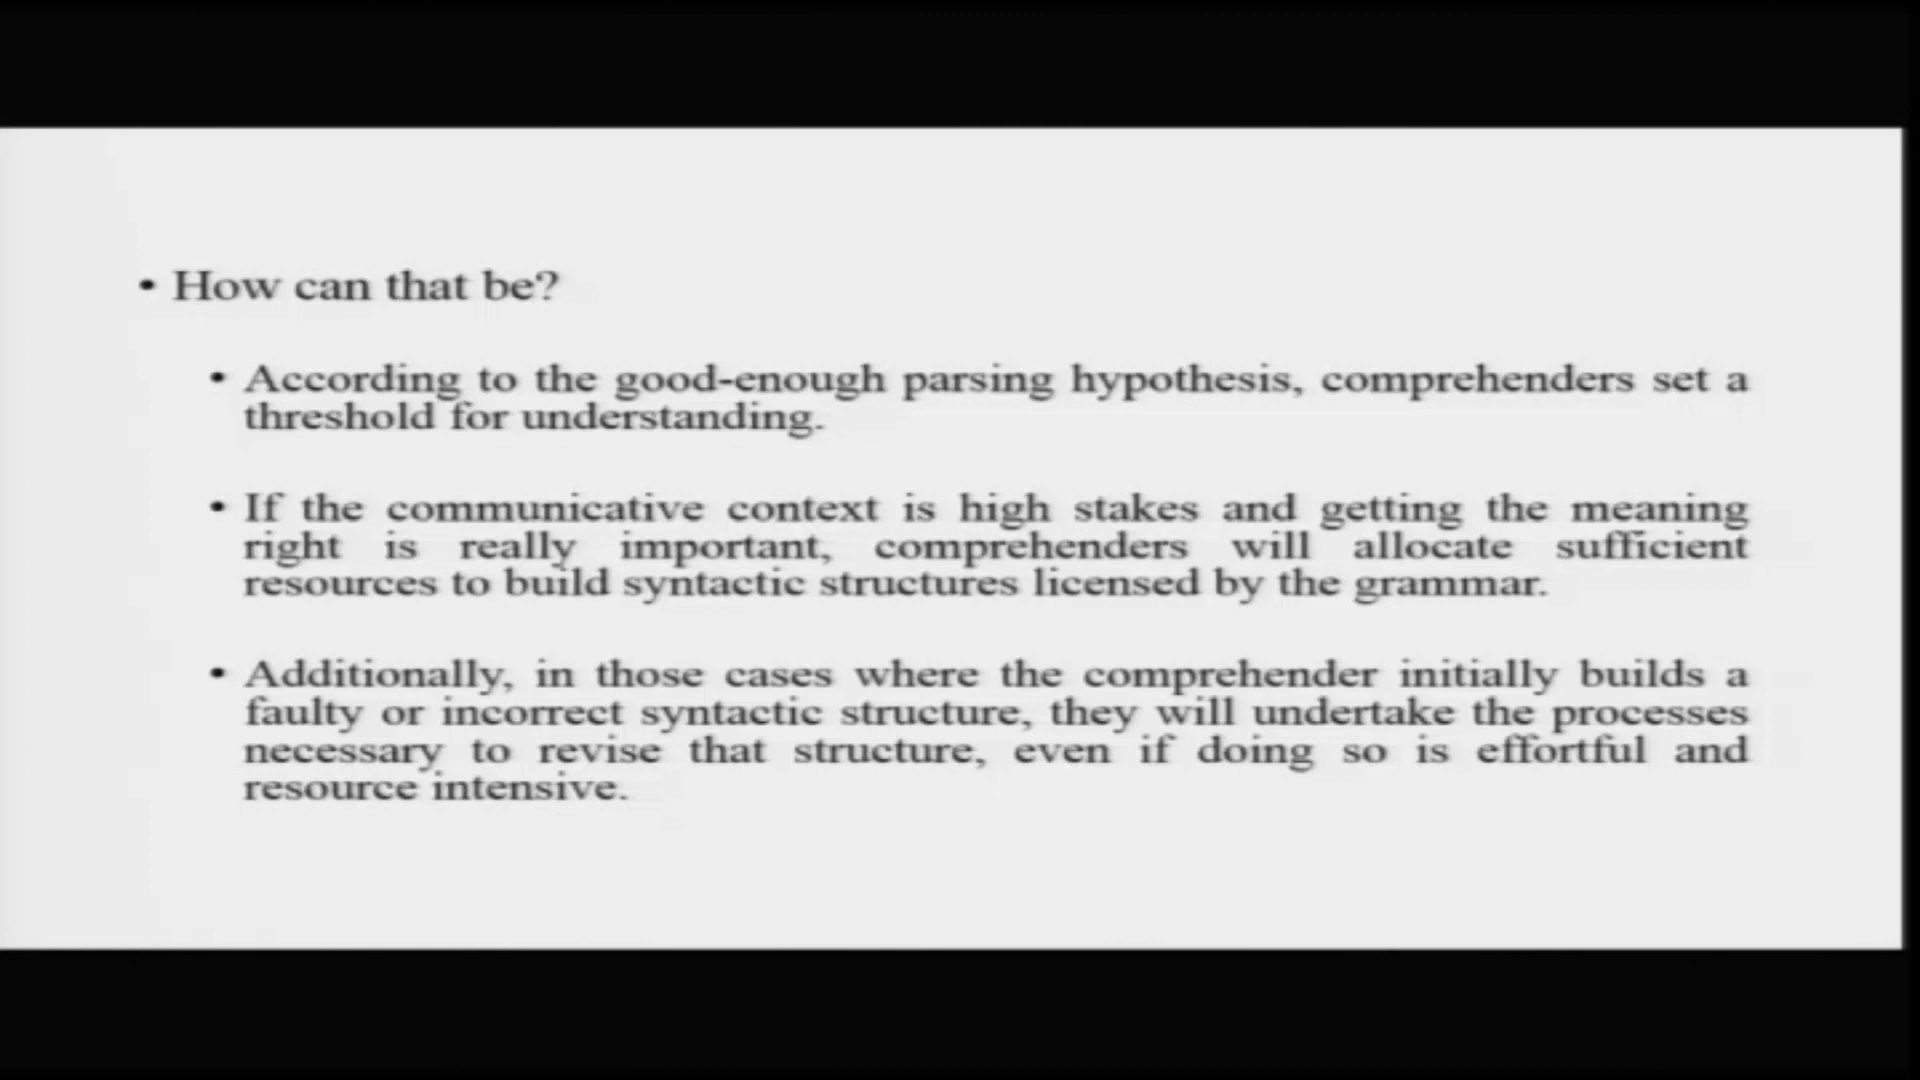 • How can that be?
• According to the good-enough parsing hypothesis, comprehenders set a
threshold for understanding.
• If the communicative context is high stakes and getting the meaning
right is really important, comprehenders will allocate sufficient
resources to build syntactic structures licensed by the grammar.
• Additionally, in those cases where the comprehender initially builds a
faulty or incorrect syntactic structure, they will undertake the processes
necessary to revise that structure, even if doing so is effortful and
resource intensive.